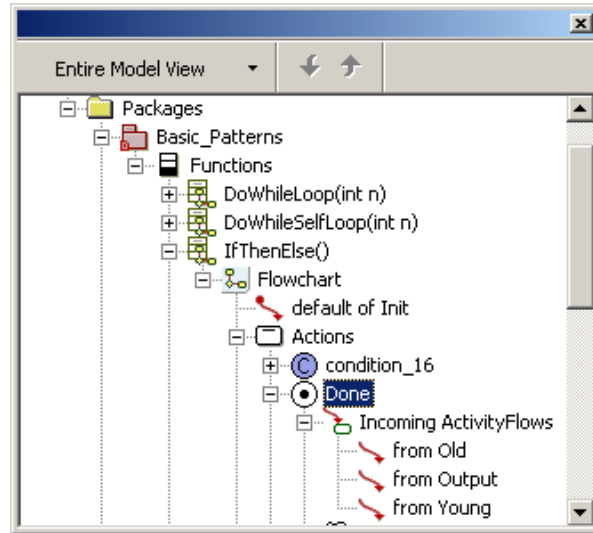 Entire Model View
Packages
Basic_Patterns
Functions
DoWhileLoop(int n)
DoWhileSelfLoop(int n)
IfThenElse()
Flowchart
default of Init
Actions
C condition_16
Done
Incoming ActivityFlows
from Old
from Output
from Young